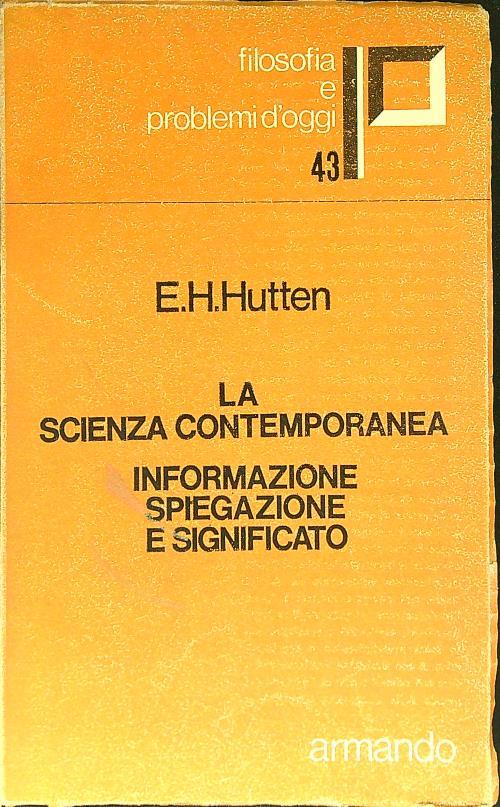 filosofia
e
problemi d'oggi
43
E.H.Hutten
LA
SCIENZA CONTEMPORANEA
INFORMAZIONE
SPIEGAZIONE
E SIGNIFICATO
armando